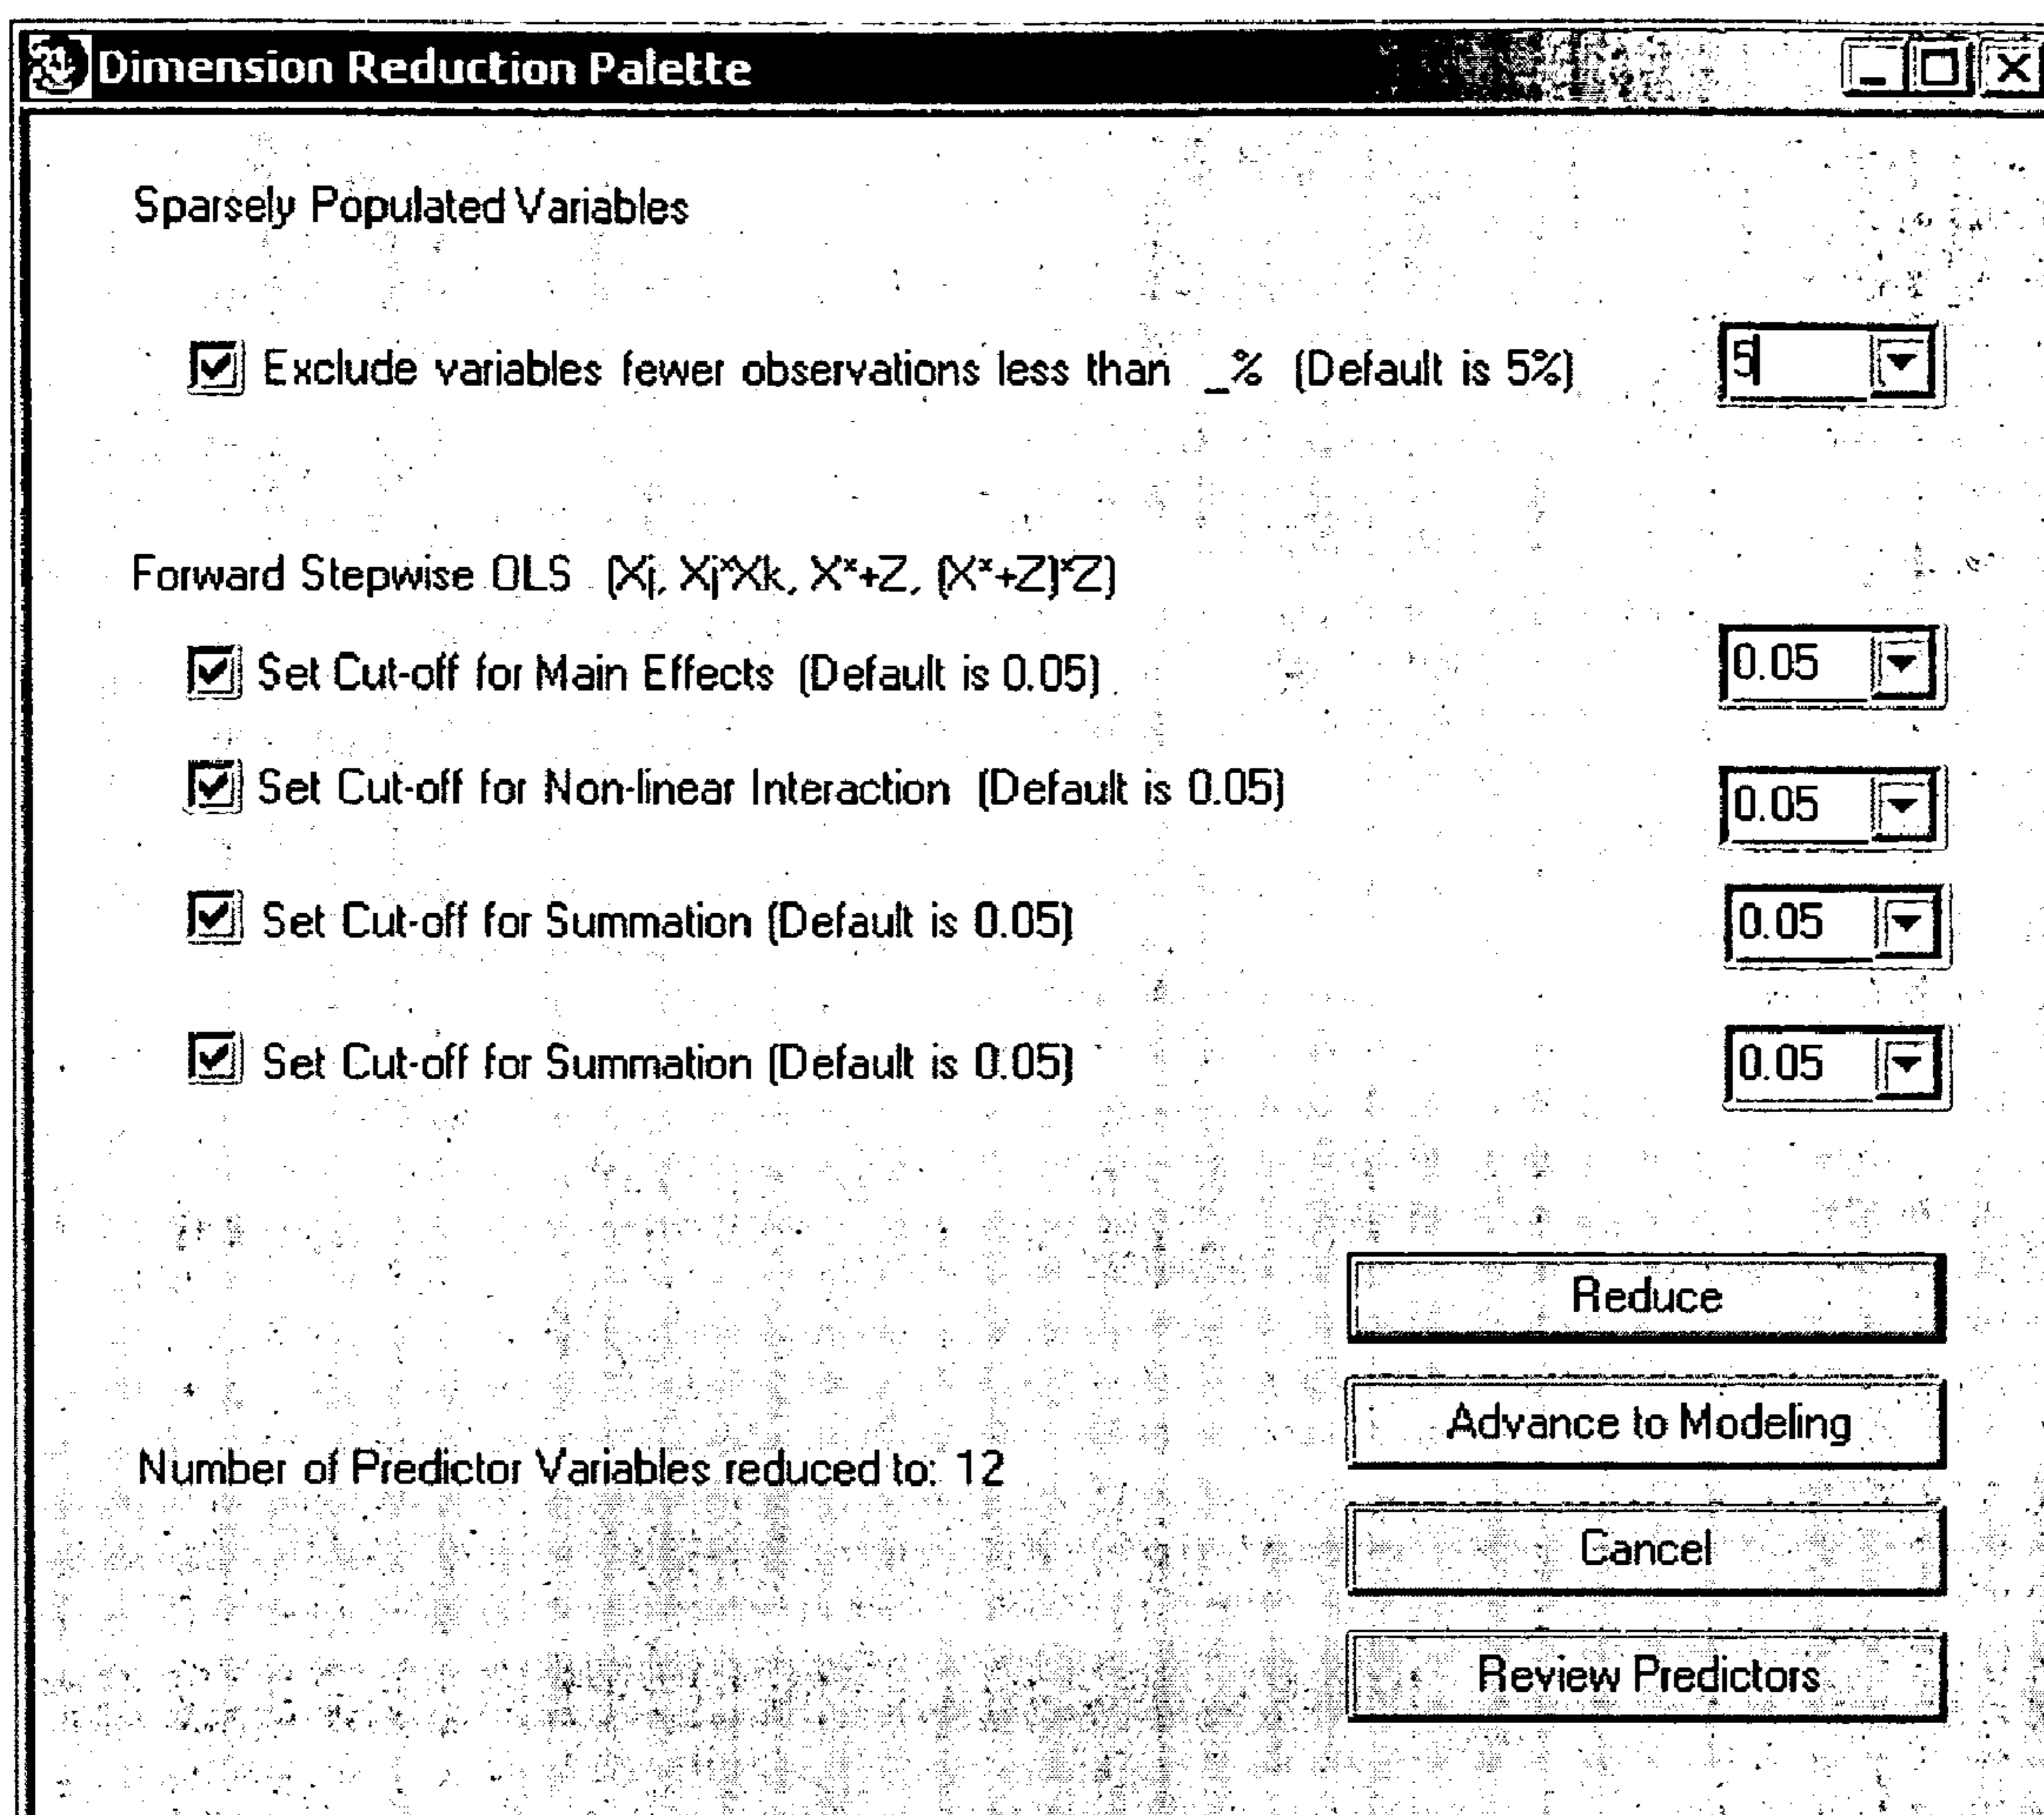 Dimension Reduction Palette
Sparsely Populated Variables
Exclude variables fewer observations less than _% (Default is 5%) 5
Forward Stepwise OLS (Xj, Xj*Xk, X*+Z, (X*+Z)*Z)
Set Cut-off for Main Effects (Default is 0.05) 0.05
Set Cut-off for Non-linear Interaction (Default is 0.05) 0.05
Set Cut-off for Summation (Default is 0.05) 0.05
Set Cut-off for Summation (Default is 0.05) 0.05
Reduce
Advance to Modeling
Number of Predictor Variables reduced to: 12
Cancel
Review Predictors